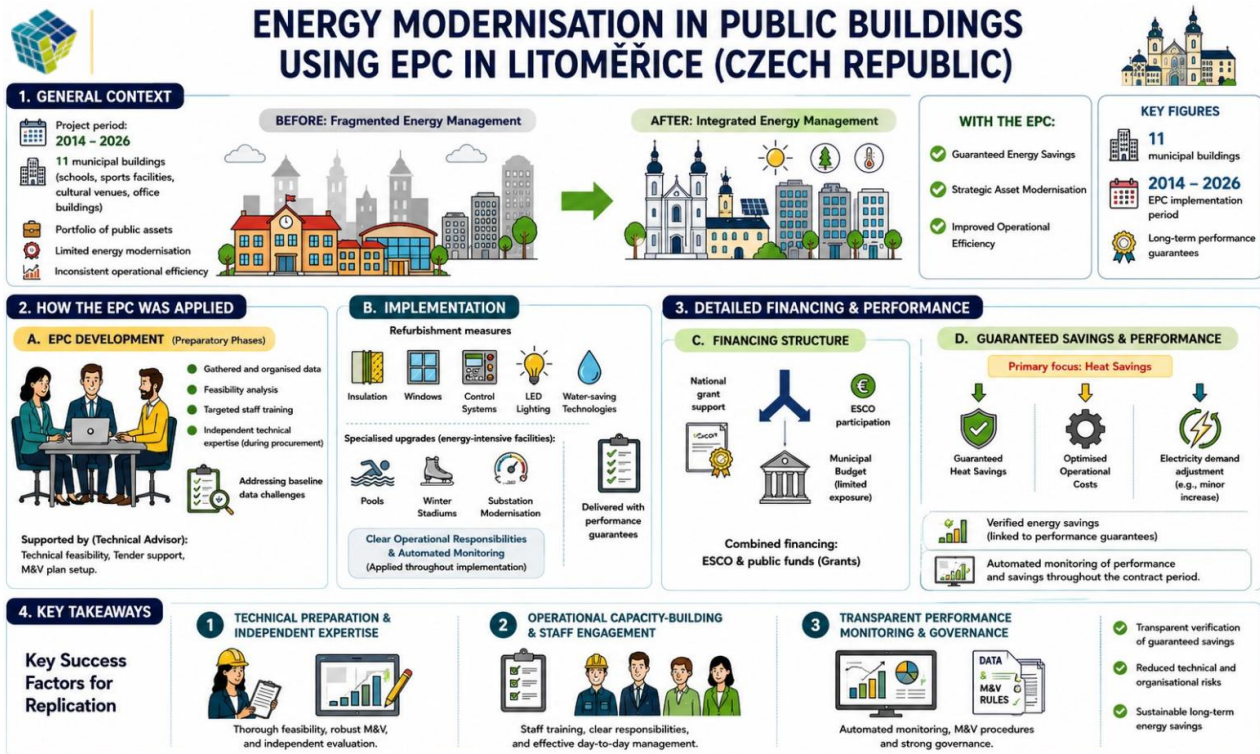 ENERGY MODERNISATION IN PUBLIC BUILDINGS
USING EPC IN LITOMĚŘICE (CZECH REPUBLIC)
1. GENERAL CONTEXT
Project period:
2014 – 2026
11 municipal buildings
(schools, sports facilities,
cultural venues, office
buildings)
Portfolio of public assets
Limited energy modernisation
Inconsistent operational efficiency
BEFORE: Fragmented Energy Management
AFTER: Integrated Energy Management
WITH THE EPC:
Guaranteed Energy Savings
Strategic Asset Modernisation
Improved Operational
Efficiency
KEY FIGURES
11
municipal buildings
2014 – 2026
EPC implementation
period
Long-term performance
guarantees
2. HOW THE EPC WAS APPLIED
A. EPC DEVELOPMENT (Preparatory Phases)
Gathered and organised data
Feasibility analysis
Targeted staff training
Independent technical
expertise (during procurement)
Addressing baseline
data challenges
Supported by (Technical Advisor):
Technical feasibility, Tender support,
M&V plan setup.
B. IMPLEMENTATION
Refurbishment measures
Insulation
Windows
Control
Systems
LED
Lighting
Water-saving
Technologies
Specialised upgrades (energy-intensive facilities):
Pools
Winter
Stadiums
Substation
Modernisation
Delivered with
performance
guarantees
Clear Operational Responsibilities
& Automated Monitoring
(Applied throughout implementation)
3. DETAILED FINANCING & PERFORMANCE
C. FINANCING STRUCTURE
National
grant
support
ESCO
participation
Municipal
Budget
(limited
exposure)
Combined financing:
ESCO & public funds (Grants)
D. GUARANTEED SAVINGS & PERFORMANCE
Primary focus: Heat Savings
Guaranteed
Heat Savings
Optimised
Operational
Costs
Electricity demand
adjustment
(e.g., minor
increase)
Verified energy savings
(linked to performance guarantees)
Automated monitoring of performance
and savings throughout the contract period.
4. KEY TAKEAWAYS
Key Success
Factors for
Replication
1
TECHNICAL PREPARATION &
INDEPENDENT EXPERTISE
Thorough feasibility, robust M&V,
and independent evaluation.
2
OPERATIONAL CAPACITY-BUILDING
& STAFF ENGAGEMENT
Staff training, clear responsibilities,
and effective day-to-day management.
3
TRANSPARENT PERFORMANCE
MONITORING & GOVERNANCE
DATA
&
M&V
RULES
Automated monitoring, M&V procedures
and strong governance.
Transparent verification
of guaranteed savings
Reduced technical and
organisational risks
Sustainable long-term
energy savings